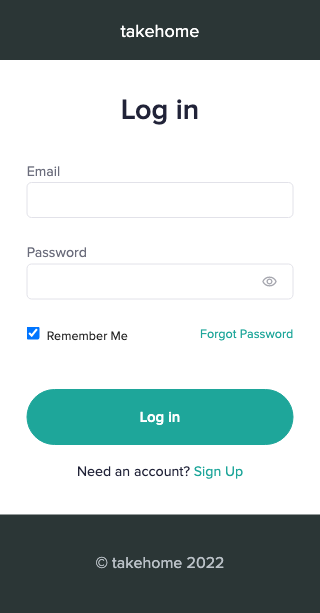 takehome
Log in
Email
Password
Remember Me
Forgot Password
Log in
Need an account? Sign Up
© takehome 2022